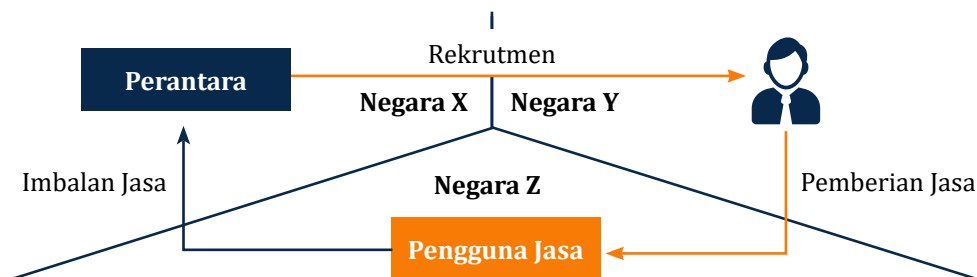 Rekrutmen
Perantara
Negara X
Negara Y
Imbalan Jasa
Negara Z
Pemberian Jasa
Pengguna Jasa